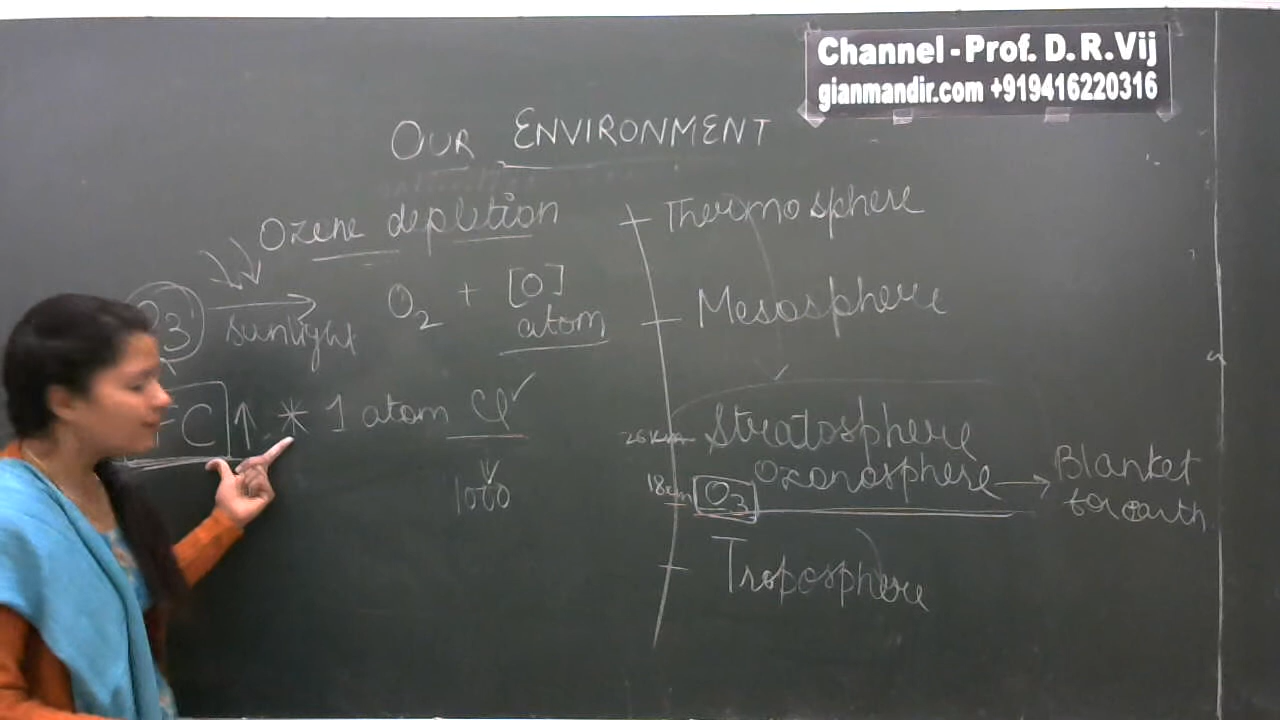 Channel - Prof. D. R. Vij
gianmandir.com +919416220316
OUR ENVIRONMENT
Ozone depletion
O3 sunlight O2 + [O]
atom
FC ↑ * 1 atom Cl ✓
1000
Thermosphere
Mesosphere
Stratosphere
Ozonosphere → Blanket
for earth
18km O3
Troposphere